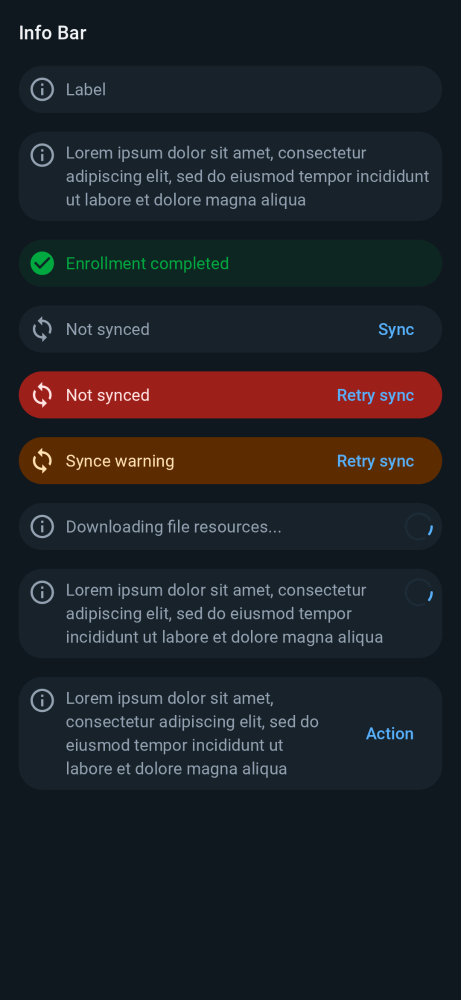 Info Bar
Label
Lorem ipsum dolor sit amet, consectetur
adipiscing elit, sed do eiusmod tempor incididunt
ut labore et dolore magna aliqua
Enrollment completed
Not synced Sync
Not synced Retry sync
Synce warning Retry sync
Downloading file resources...
Lorem ipsum dolor sit amet, consectetur
adipiscing elit, sed do eiusmod tempor
incididunt ut labore et dolore magna aliqua
Lorem ipsum dolor sit amet,
consectetur adipiscing elit, sed do
eiusmod tempor incididunt ut
labore et dolore magna aliqua
Action